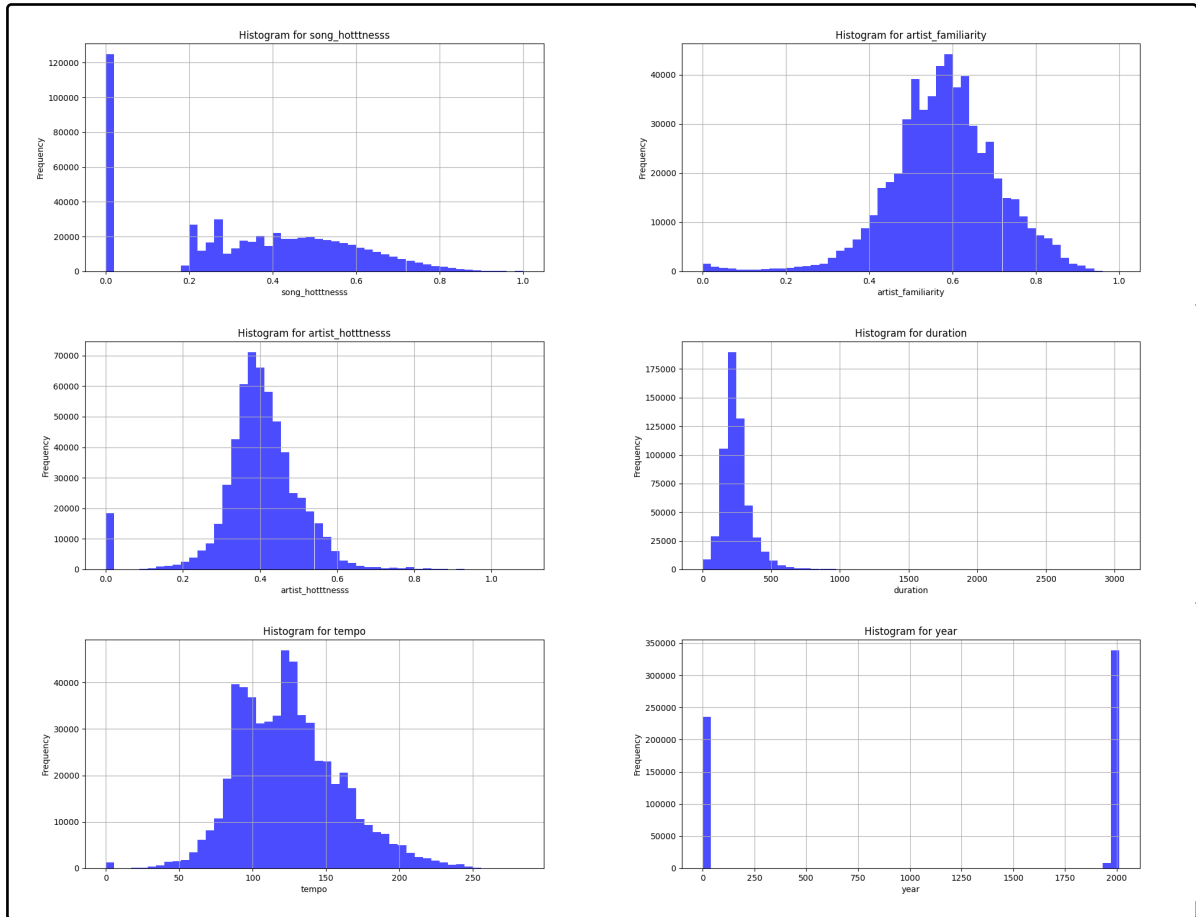 Histogram for song_hotttnesss
120000
100000
80000
60000
40000
20000
0
Frequency
0.0 0.2 0.4 0.6 0.8 1.0
song_hotttnesss
Histogram for artist_familiarity
40000
30000
20000
10000
0
Frequency
0.0 0.2 0.4 0.6 0.8 1.0
artist_familiarity
Histogram for artist_hotttnesss
70000
60000
50000
40000
30000
20000
10000
0
Frequency
0.0 0.2 0.4 0.6 0.8 1.0
artist_hotttnesss
Histogram for duration
175000
150000
125000
100000
75000
50000
25000
0
Frequency
0 500 1000 1500 2000 2500 3000
duration
Histogram for tempo
40000
30000
20000
10000
0
Frequency
0 50 100 150 200 250
tempo
Histogram for year
350000
300000
250000
200000
150000
100000
50000
0
Frequency
0 250 500 750 1000 1250 1500 1750 2000
year